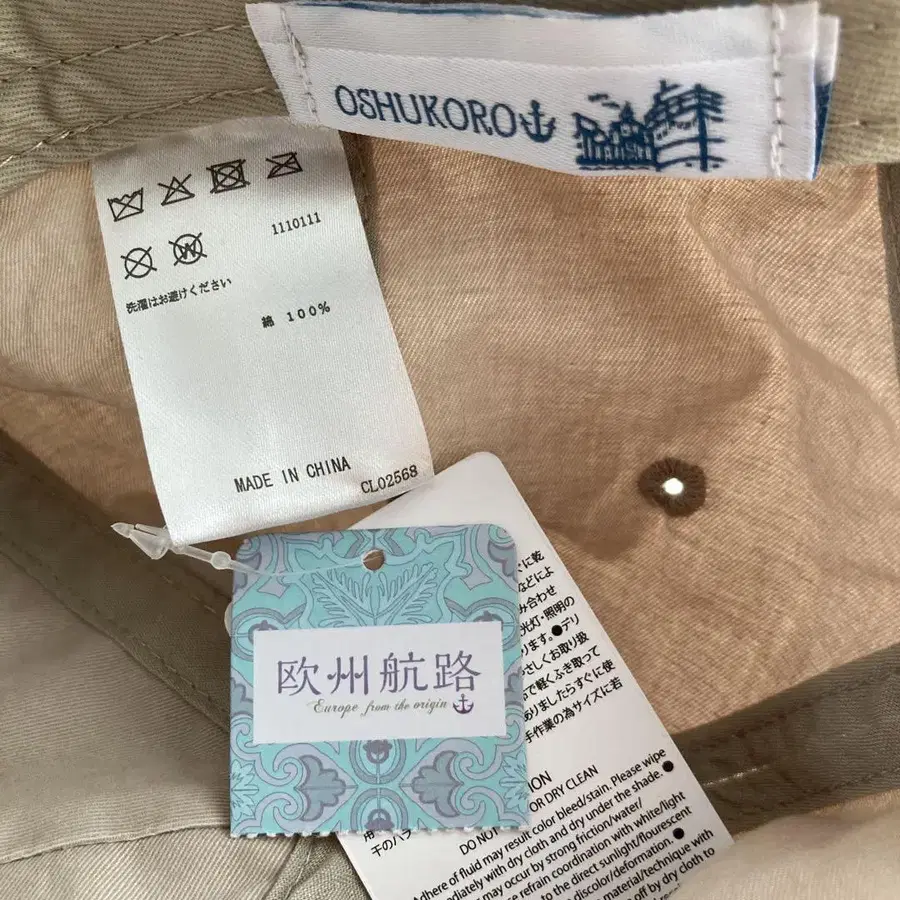 OSHUKORO
1110111
洗濯はお避けください
綿 100%
MADE IN CHINA
CL02568
欧州航路
Europe from the origin
に乾
などによ
み合わせ
光灯・照明の
ります。●デリ
さしくお取り扱
で軽くふき取って
ありましたらすぐに使
手作業の為サイズに若
干のバラ
DO NOT
OR DRY CLEAN
Adhere of fluid may result color bleed/stain. Please wipe
mediately with dry cloth and dry under the shade.●
may occur by strong friction/water/
e refrain coordination with white/light
to the direct sunlight/flourescent
discolor/deformation.●
material/technique with
off by dry cloth to